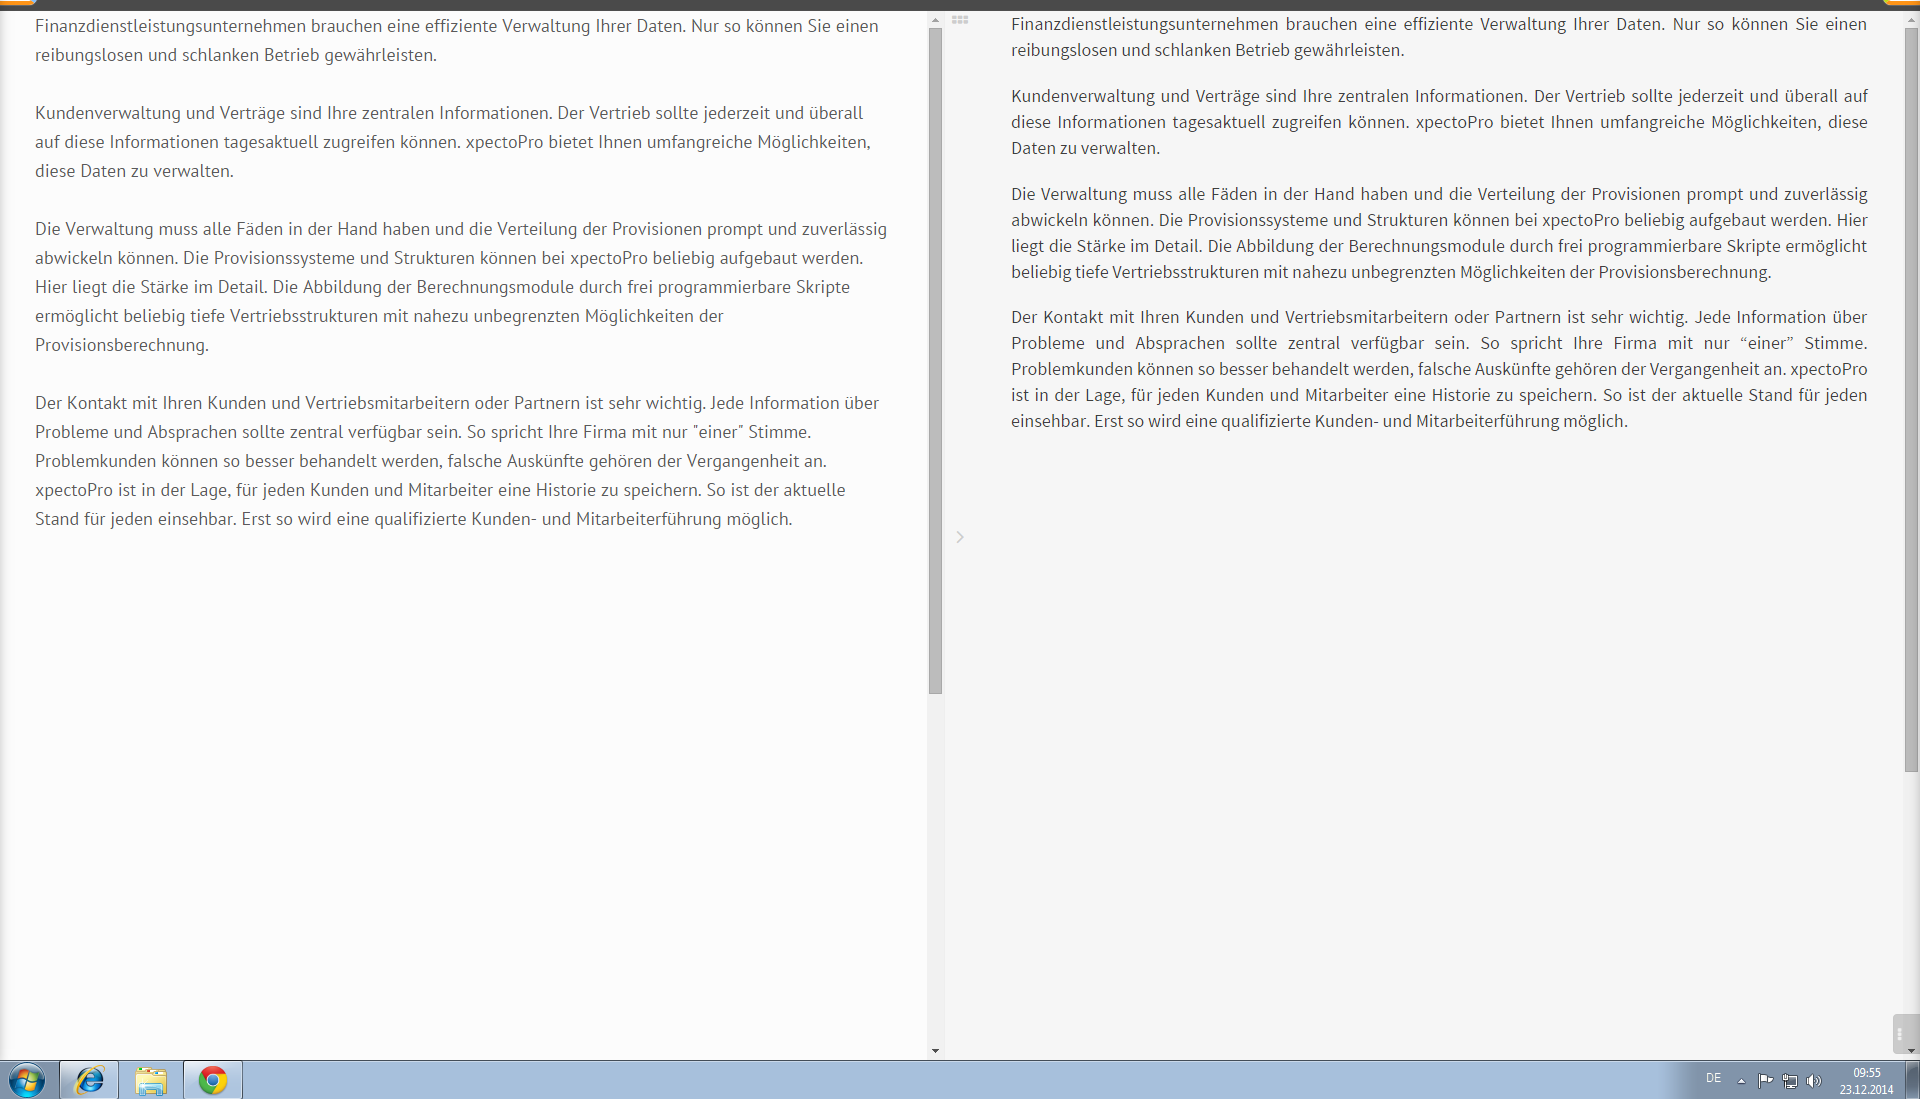 Finanzdienstleistungsunternehmen brauchen eine effiziente Verwaltung Ihrer Daten. Nur so können Sie einen
reibungslosen und schlanken Betrieb gewährleisten.
Kundenverwaltung und Verträge sind Ihre zentralen Informationen. Der Vertrieb sollte jederzeit und überall
auf diese Informationen tagesaktuell zugreifen können. xpectoPro bietet Ihnen umfangreiche Möglichkeiten,
diese Daten zu verwalten.
Die Verwaltung muss alle Fäden in der Hand haben und die Verteilung der Provisionen prompt und zuverlässig
abwickeln können. Die Provisionssysteme und Strukturen können bei xpectoPro beliebig aufgebaut werden.
Hier liegt die Stärke im Detail. Die Abbildung der Berechnungsmodule durch frei programmierbare Skripte
ermöglicht beliebig tiefe Vertriebsstrukturen mit nahezu unbegrenzten Möglichkeiten der
Provisionsberechnung.
Der Kontakt mit Ihren Kunden und Vertriebsmitarbeitern oder Partnern ist sehr wichtig. Jede Information über
Probleme und Absprachen sollte zentral verfügbar sein. So spricht Ihre Firma mit nur "einer" Stimme.
Problemkunden können so besser behandelt werden, falsche Auskünfte gehören der Vergangenheit an.
xpectoPro ist in der Lage, für jeden Kunden und Mitarbeiter eine Historie zu speichern. So ist der aktuelle
Stand für jeden einsehbar. Erst so wird eine qualifizierte Kunden- und Mitarbeiterführung möglich.
Finanzdienstleistungsunternehmen brauchen eine effiziente Verwaltung Ihrer Daten. Nur so können Sie einen
reibungslosen und schlanken Betrieb gewährleisten.
Kundenverwaltung und Verträge sind Ihre zentralen Informationen. Der Vertrieb sollte jederzeit und überall auf
diese Informationen tagesaktuell zugreifen können. xpectoPro bietet Ihnen umfangreiche Möglichkeiten, diese
Daten zu verwalten.
Die Verwaltung muss alle Fäden in der Hand haben und die Verteilung der Provisionen prompt und zuverlässig
abwickeln können. Die Provisionssysteme und Strukturen können bei xpectoPro beliebig aufgebaut werden. Hier
liegt die Stärke im Detail. Die Abbildung der Berechnungsmodule durch frei programmierbare Skripte ermöglicht
beliebig tiefe Vertriebsstrukturen mit nahezu unbegrenzten Möglichkeiten der Provisionsberechnung.
Der Kontakt mit Ihren Kunden und Vertriebsmitarbeitern oder Partnern ist sehr wichtig. Jede Information über
Probleme und Absprachen sollte zentral verfügbar sein. So spricht Ihre Firma mit nur “einer” Stimme.
Problemkunden können so besser behandelt werden, falsche Auskünfte gehören der Vergangenheit an. xpectoPro
ist in der Lage, für jeden Kunden und Mitarbeiter eine Historie zu speichern. So ist der aktuelle Stand für jeden
einsehbar. Erst so wird eine qualifizierte Kunden- und Mitarbeiterführung möglich.
DE
09:55
23.12.2014